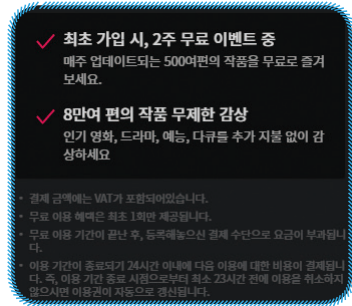 최초 가입 시, 2주 무료 이벤트 중
매주 업데이트되는 500여편의 작품을 무료로 즐겨
보세요.
8만여 편의 작품 무제한 감상
인기 영화, 드라마, 예능, 다큐를 추가 지불 없이 감
상하세요
• 결제 금액에는 VAT가 포함되어있습니다.
• 무료 이용 혜택은 최초 1회만 제공됩니다.
• 무료 이용 기간이 끝난 후, 등록해놓으신 결제 수단으로 요금이 부과됩니
다.
• 이용 기간이 종료되기 24시간 이내에 다음 이용에 대한 비용이 결제됩니
다. 즉, 이용 기간 종료 시점으로부터 최소 23시간 전에 이용을 취소하지
않으시면 이용권이 자동으로 갱신됩니다.